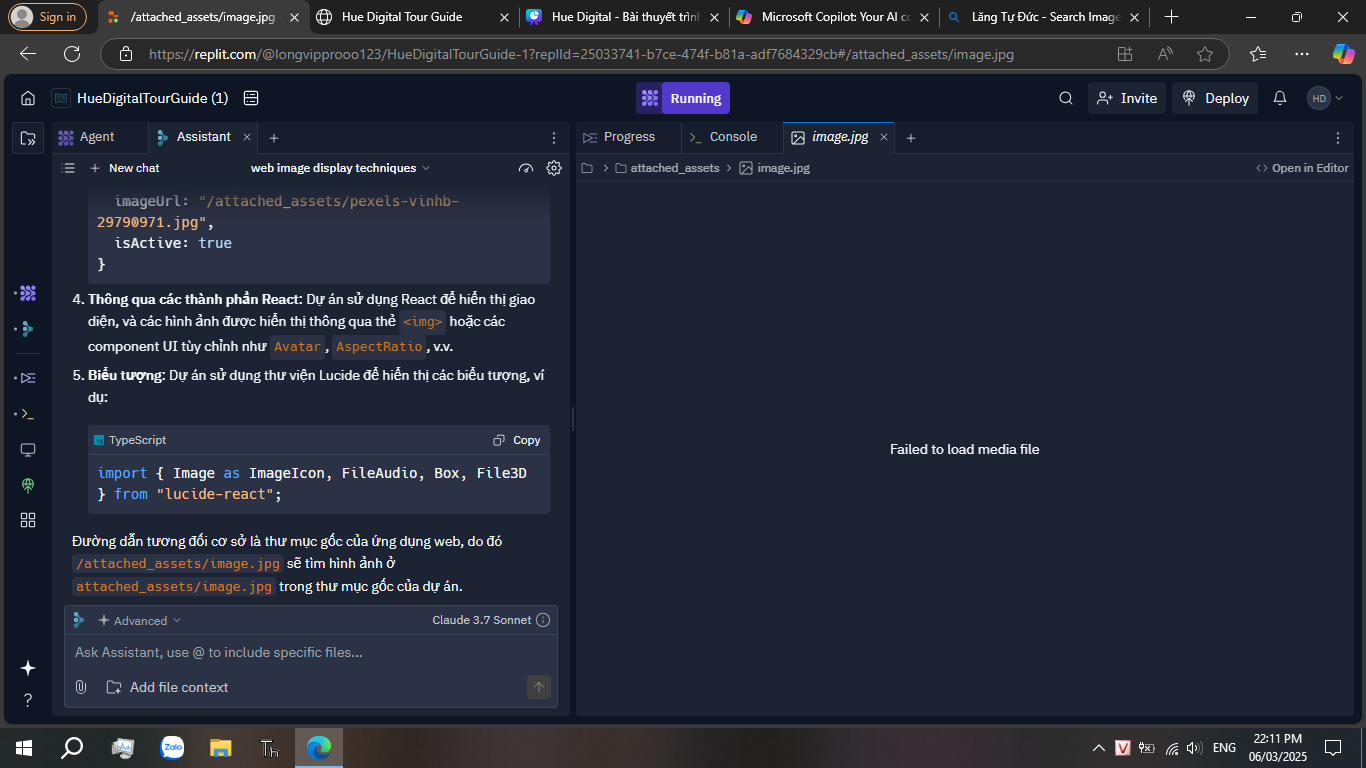 Sign in
/attached_assets/image.jpg
Hue Digital Tour Guide
Hue Digital - Bài thuyết trình
Microsoft Copilot: Your AI co
Lăng Tự Đức - Search Image
https://replit.com/@longvipprooo123/HueDigitalTourGuide-1?replId=25033741-b7ce-474f-b81a-adf7684329cb#/attached_assets/image.jpg
HueDigitalTourGuide (1)
Running
Invite
Deploy
HD
Agent
Assistant
Progress
Console
image.jpg
New chat
web image display techniques
attached_assets
image.jpg
Open in Editor
imageUrl: "/attached_assets/pexels-vinhb-
29790971.jpg",
isActive: true
}
4. Thông qua các thành phần React: Dự án sử dụng React để hiển thị giao
diện, và các hình ảnh được hiển thị thông qua thẻ <img> hoặc các
component UI tùy chỉnh như Avatar, AspectRatio, v.v.
5. Biểu tượng: Dự án sử dụng thư viện Lucide để hiển thị các biểu tượng, ví
dụ:
TypeScript
Copy
import { Image as ImageIcon, FileAudio, Box, File3D
} from "lucide-react";
Đường dẫn tương đối cơ sở là thư mục gốc của ứng dụng web, do đó
/attached_assets/image.jpg sẽ tìm hình ảnh ở
attached_assets/image.jpg trong thư mục gốc của dự án.
Advanced
Claude 3.7 Sonnet
Ask Assistant, use @ to include specific files...
Add file context
Failed to load media file
Zalo
Th
V
ENG
22:11 PM
06/03/2025